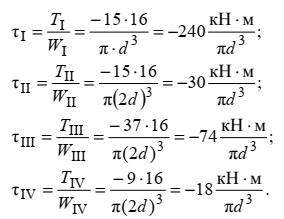 τ_I = T_I / W_I = −15·16 / π·d³ = −240 кН·м / πd³;
τ_II = T_II / W_II = −15·16 / π(2d)³ = −30 кН·м / πd³;
τ_III = T_III / W_III = −37·16 / π(2d)³ = −74 кН·м / πd³;
τ_IV = T_IV / W_IV = −9·16 / π(2d)³ = −18 кН·м / πd³.